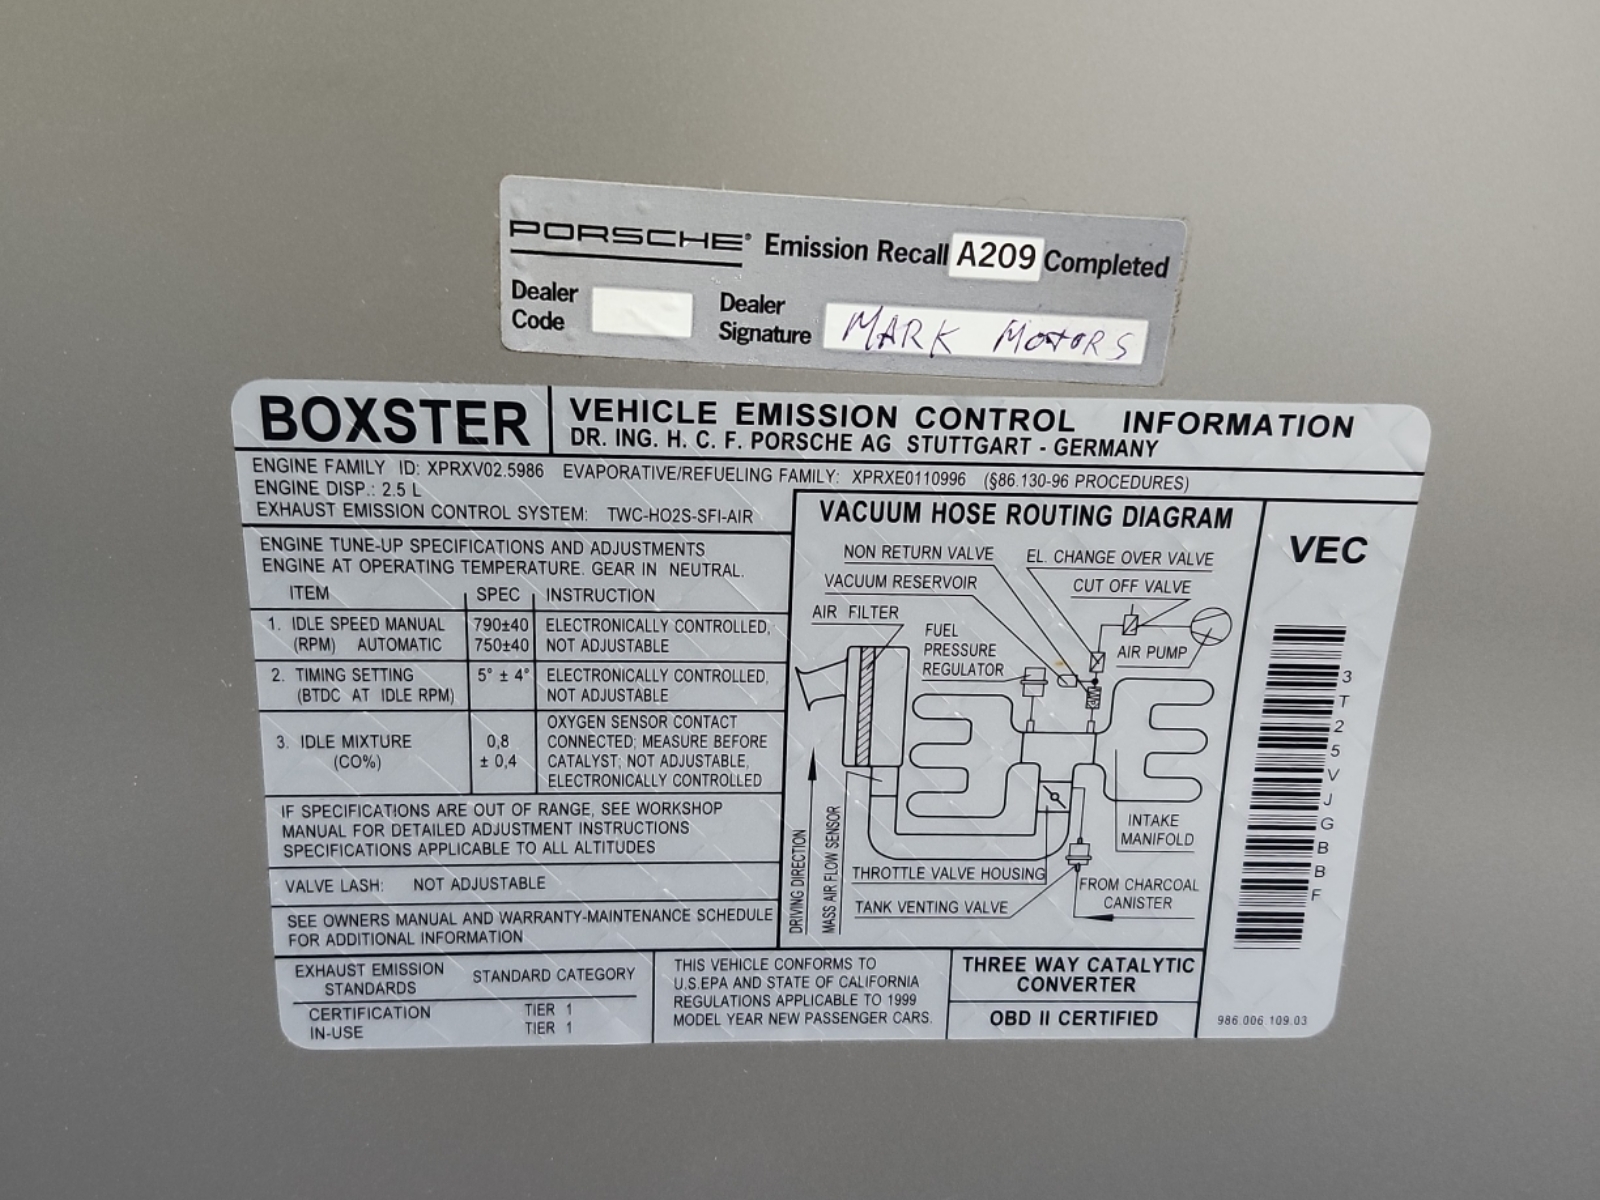 PORSCHE® Emission Recall A209 Completed
Dealer Code
Dealer Signature MARK MOTORS
BOXSTER
VEHICLE EMISSION CONTROL INFORMATION
DR. ING. H. C. F. PORSCHE AG STUTTGART - GERMANY
ENGINE FAMILY ID: XPRXV02.5986 EVAPORATIVE/REFUELING FAMILY: XPRXE0110996 (§86.130-96 PROCEDURES)
ENGINE DISP.: 2.5 L
EXHAUST EMISSION CONTROL SYSTEM: TWC-HO2S-SFI-AIR
ENGINE TUNE-UP SPECIFICATIONS AND ADJUSTMENTS
ENGINE AT OPERATING TEMPERATURE. GEAR IN NEUTRAL.
ITEM SPEC INSTRUCTION
1. IDLE SPEED MANUAL 790±40 ELECTRONICALLY CONTROLLED,
(RPM) AUTOMATIC 750±40 NOT ADJUSTABLE
2. TIMING SETTING 5° ± 4° ELECTRONICALLY CONTROLLED,
(BTDC AT IDLE RPM) NOT ADJUSTABLE
OXYGEN SENSOR CONTACT
3. IDLE MIXTURE 0,8 CONNECTED; MEASURE BEFORE
(CO%) ± 0,4 CATALYST; NOT ADJUSTABLE,
ELECTRONICALLY CONTROLLED
IF SPECIFICATIONS ARE OUT OF RANGE, SEE WORKSHOP
MANUAL FOR DETAILED ADJUSTMENT INSTRUCTIONS
SPECIFICATIONS APPLICABLE TO ALL ALTITUDES
VALVE LASH: NOT ADJUSTABLE
SEE OWNERS MANUAL AND WARRANTY-MAINTENANCE SCHEDULE
FOR ADDITIONAL INFORMATION
VACUUM HOSE ROUTING DIAGRAM
NON RETURN VALVE
EL. CHANGE OVER VALVE
VACUUM RESERVOIR
CUT OFF VALVE
AIR FILTER
FUEL
PRESSURE
REGULATOR
AIR PUMP
INTAKE
MANIFOLD
DRIVING DIRECTION
MASS AIR FLOW SENSOR
THROTTLE VALVE HOUSING
TANK VENTING VALVE
FROM CHARCOAL
CANISTER
VEC
3T25VJGBBF
EXHAUST EMISSION STANDARDS STANDARD CATEGORY
CERTIFICATION TIER 1
IN-USE TIER 1
THIS VEHICLE CONFORMS TO
U.S.EPA AND STATE OF CALIFORNIA
REGULATIONS APPLICABLE TO 1999
MODEL YEAR NEW PASSENGER CARS.
THREE WAY CATALYTIC
CONVERTER
OBD II CERTIFIED
986.006.109.03